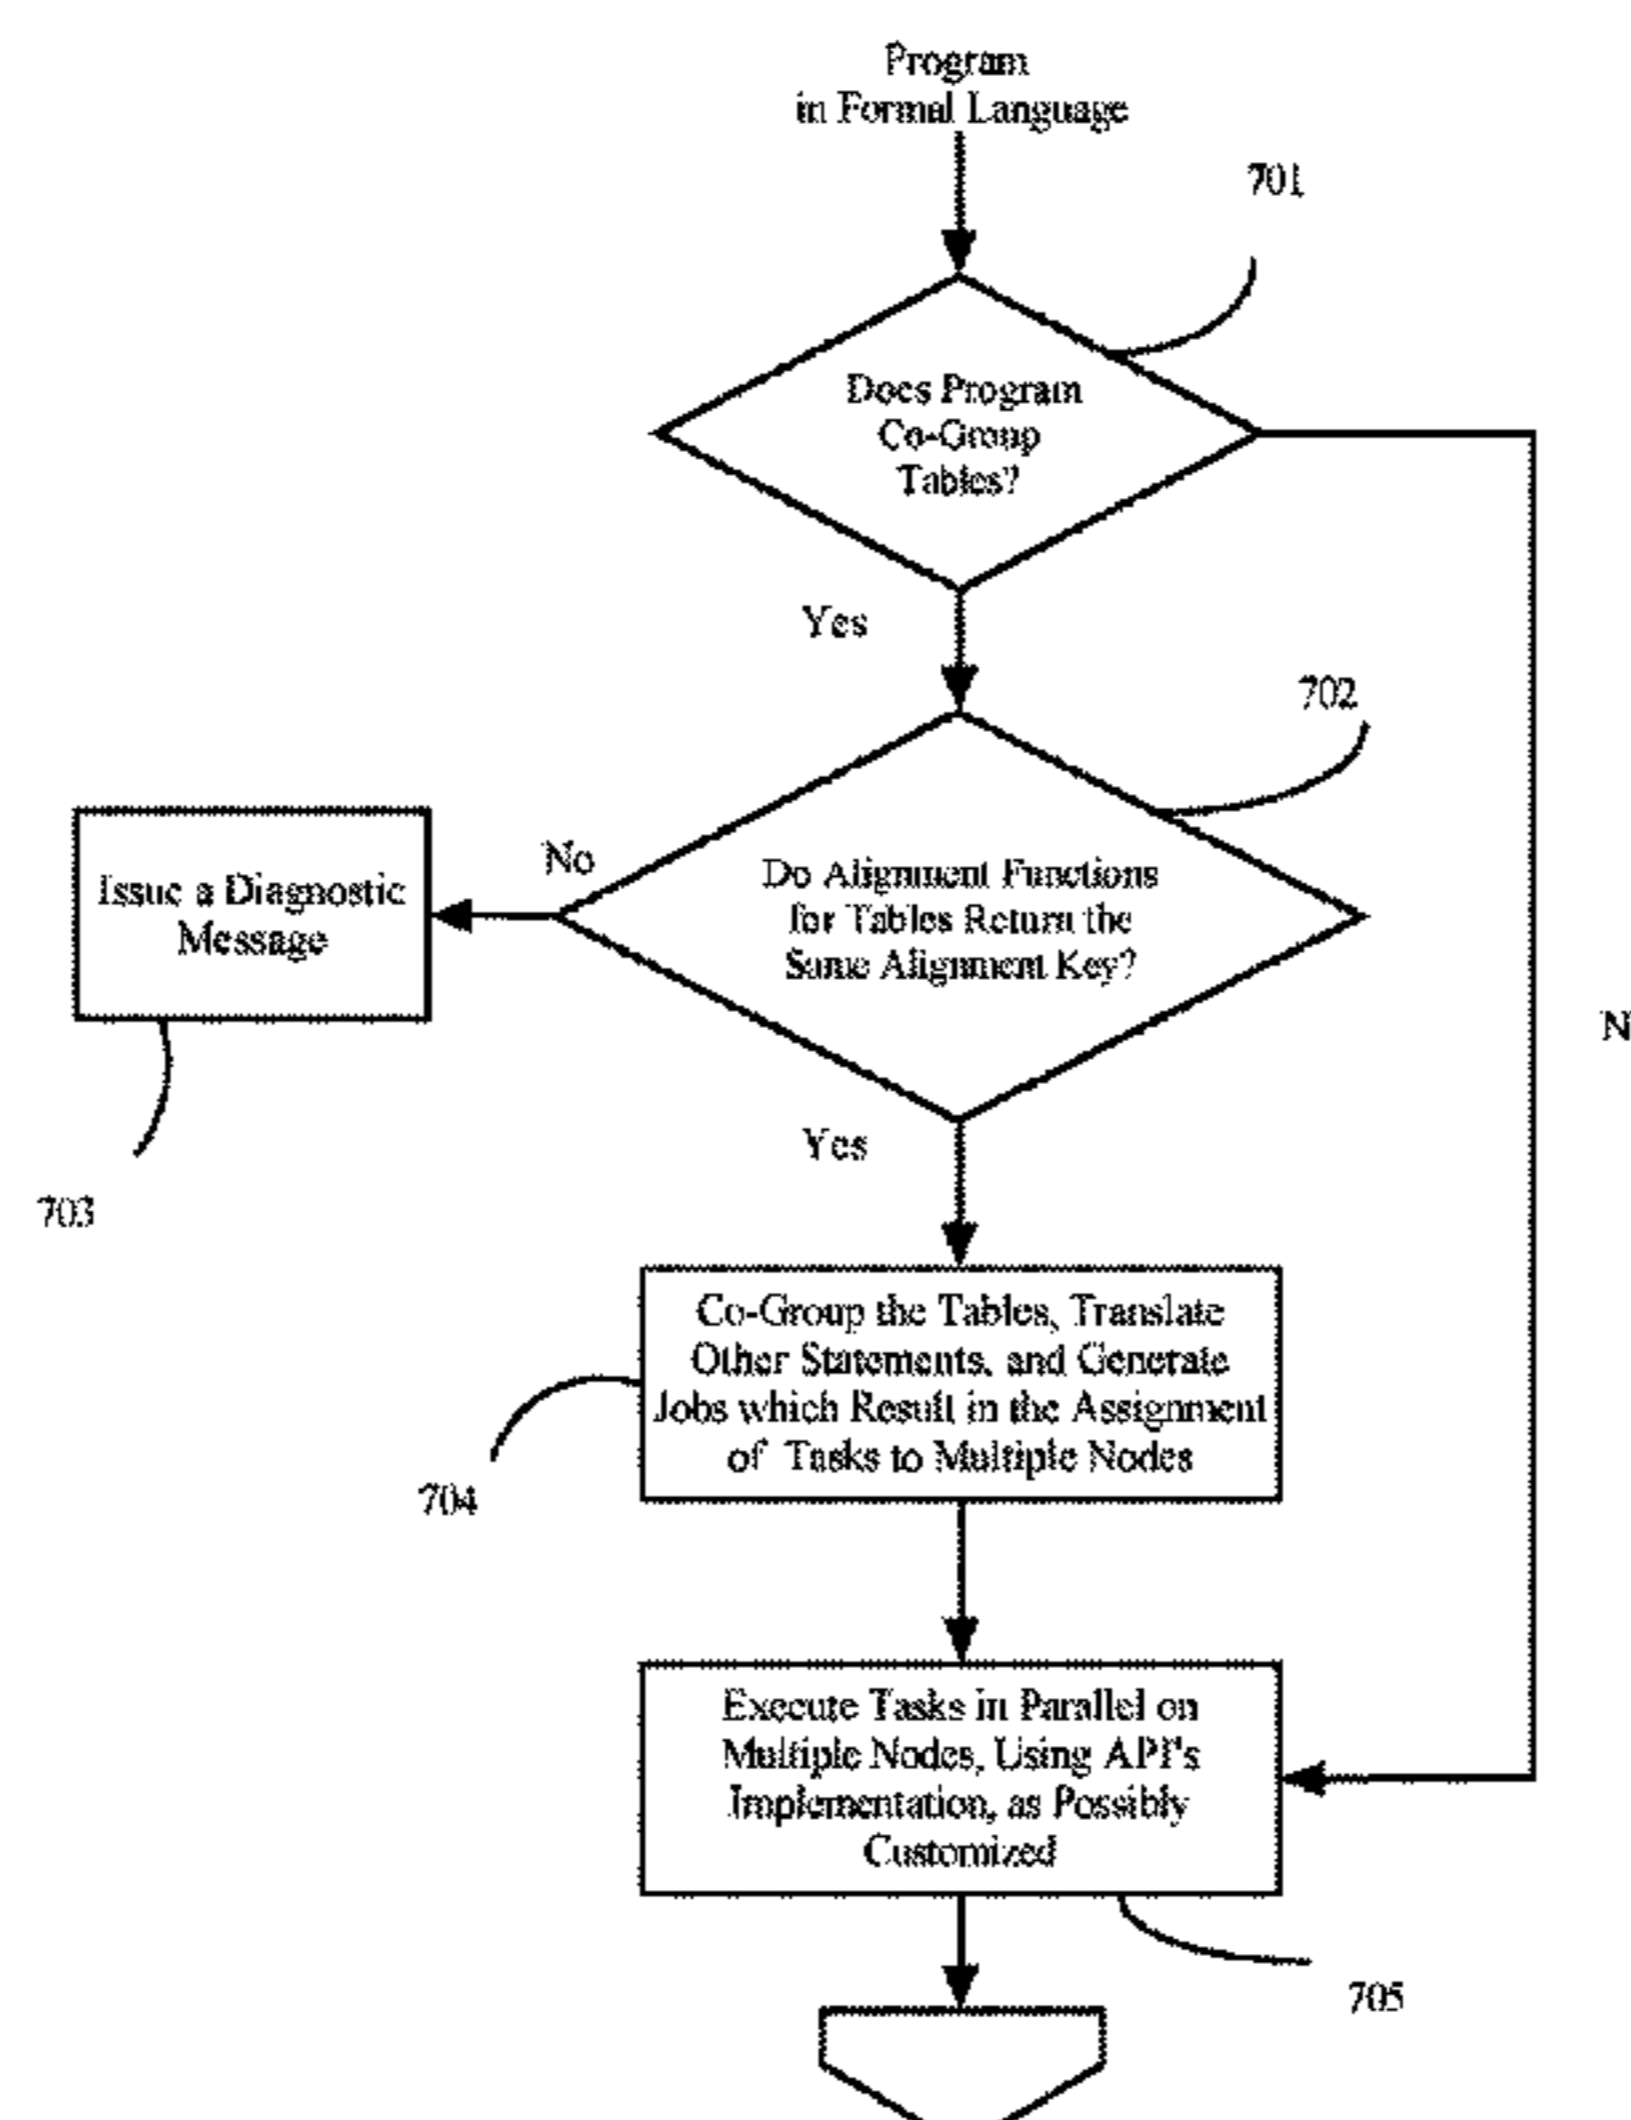 Program
in Formal Language
701
Does Program
Co-Group
Tables?
Yes
702
No
Do Alignment Functions
for Tables Return the
Same Alignment Key?
Issue a Diagnostic
Message
N
Yes
703
Co-Group the Tables, Translate
Other Statements, and Generate
Jobs which Result in the Assignment
of Tasks to Multiple Nodes
704
Execute Tasks in Parallel on
Multiple Nodes, Using API's
Implementation, as Possibly
Customized
705